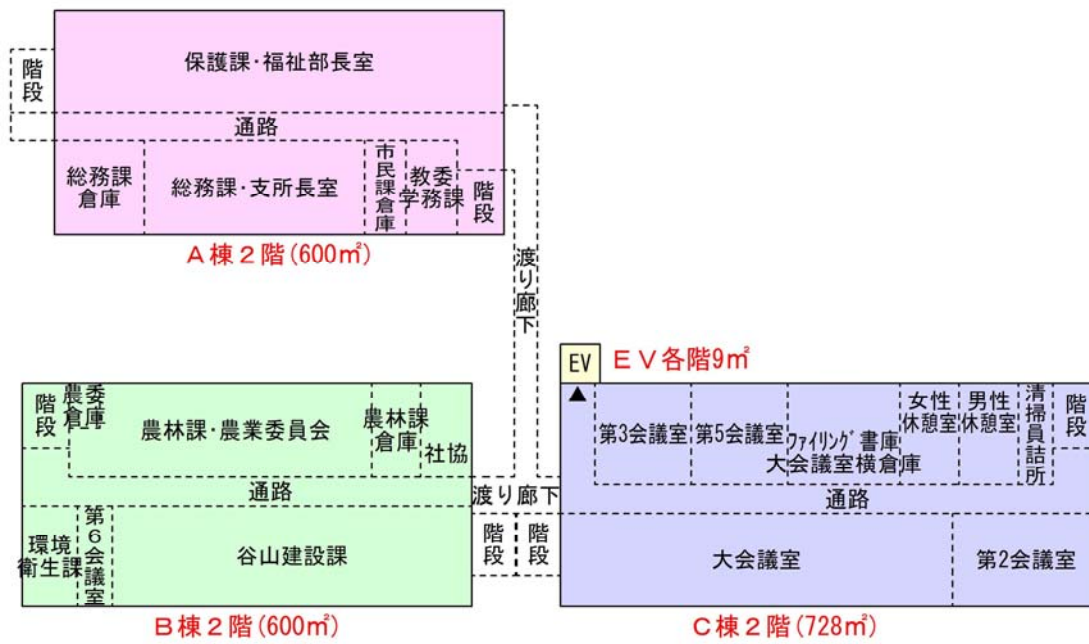 保護課・福祉部長室
階段
通路
総務課
倉庫
総務課・支所長室
市民課倉庫
教委
学務課
階段
A棟2階(600㎡)
渡り廊下
EV
EV各階9㎡
▲
階段
農委
倉庫
農林課・農業委員会
農林課
倉庫
社協
通路
環境
衛生課
第6会議室
谷山建設課
B棟2階(600㎡)
渡り廊下
階段
階段
第3会議室
第5会議室
ファイリング書庫
大会議室横倉庫
女性
休憩室
男性
休憩室
清掃員詰所
階段
通路
大会議室
第2会議室
C棟2階(728㎡)